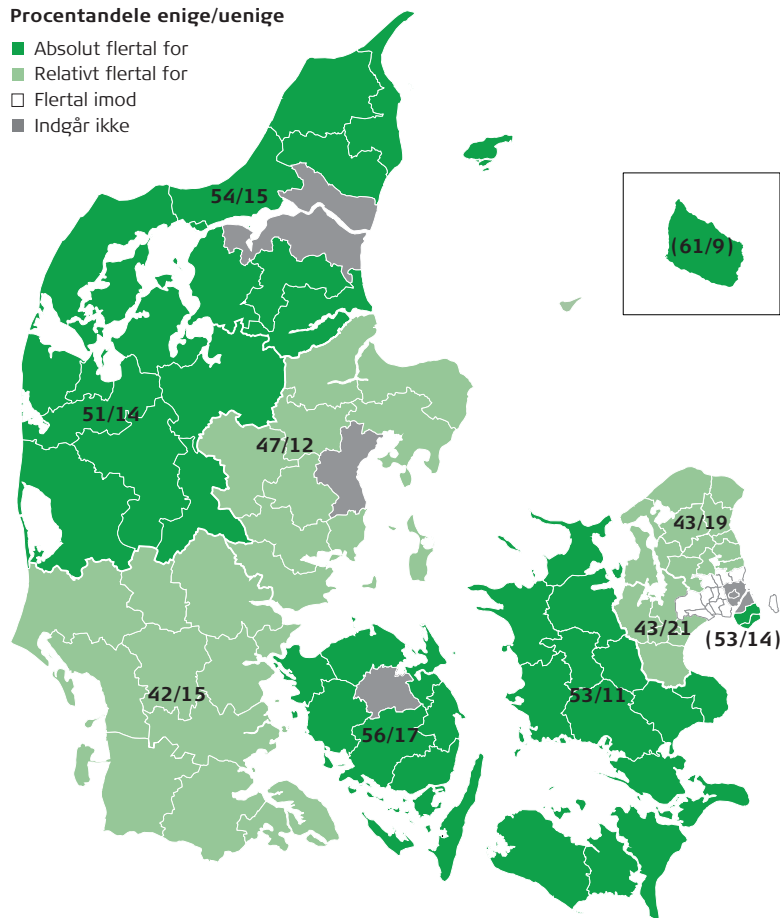 Procentandele enige/uenige
Absolut flertal for
Relativt flertal for
Flertal imod
Indgår ikke
54/15
(61/9)
51/14
47/12
43/19
43/21
(53/14)
42/15
53/11
56/17